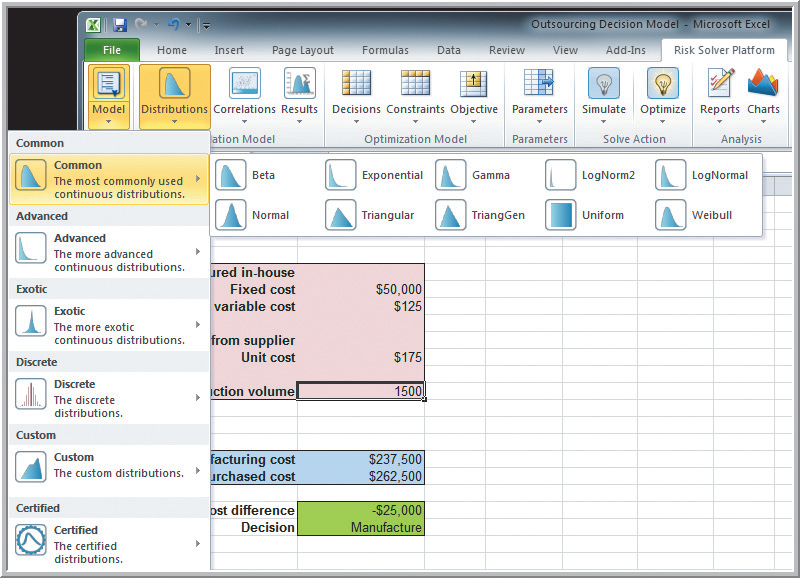 Outsourcing Decision Model - Microsoft Excel
File Home Insert Page Layout Formulas Data Review View Add-Ins Risk Solver Platform
Model Distributions Correlations Results Decisions Constraints Objective Parameters Simulate Optimize Reports Charts
ation Model Optimization Model Parameters Solve Action Analysis
Common
Common
The most commonly used
continuous distributions.
Beta Exponential Gamma LogNorm2 LogNormal
Normal Triangular TriangGen Uniform Weibull
Advanced
Advanced
The more advanced
continuous distributions.
Exotic
Exotic
The more exotic
continuous distributions.
Discrete
Discrete
The discrete
distributions.
Custom
Custom
The custom distributions.
Certified
Certified
The certified
distributions.
ured in-house
Fixed cost $50,000
variable cost $125
from supplier
Unit cost $175
uction volume 1500
facturing cost $237,500
urchased cost $262,500
ost difference -$25,000
Decision Manufacture